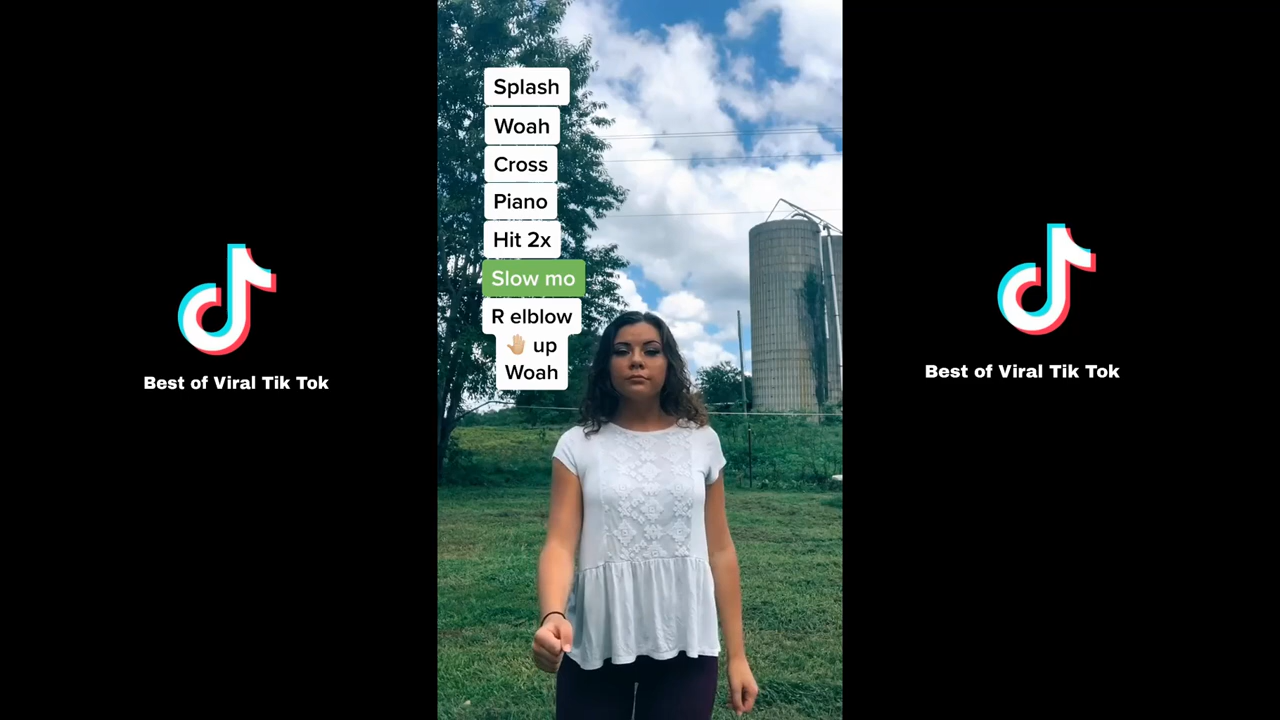 Splash
Woah
Cross
Piano
Hit 2x
Slow mo
R elblow
🤚🏼 up
Woah
Best of Viral Tik Tok
Best of Viral Tik Tok